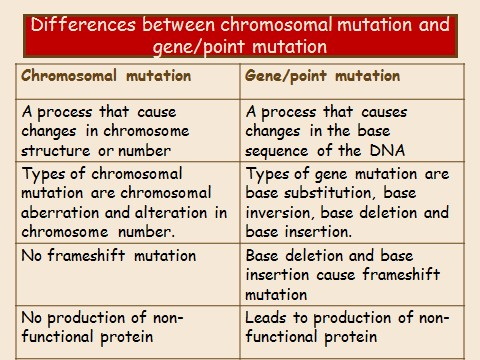 Differences between chromosomal mutation and
gene/point mutation
Chromosomal mutation
Gene/point mutation
A process that cause
changes in chromosome
structure or number
A process that causes
changes in the base
sequence of the DNA
Types of chromosomal
mutation are chromosomal
aberration and alteration in
chromosome number.
Types of gene mutation are
base substitution, base
inversion, base deletion and
base insertion.
No frameshift mutation
Base deletion and base
insertion cause frameshift
mutation
No production of non-
functional protein
Leads to production of non-
functional protein